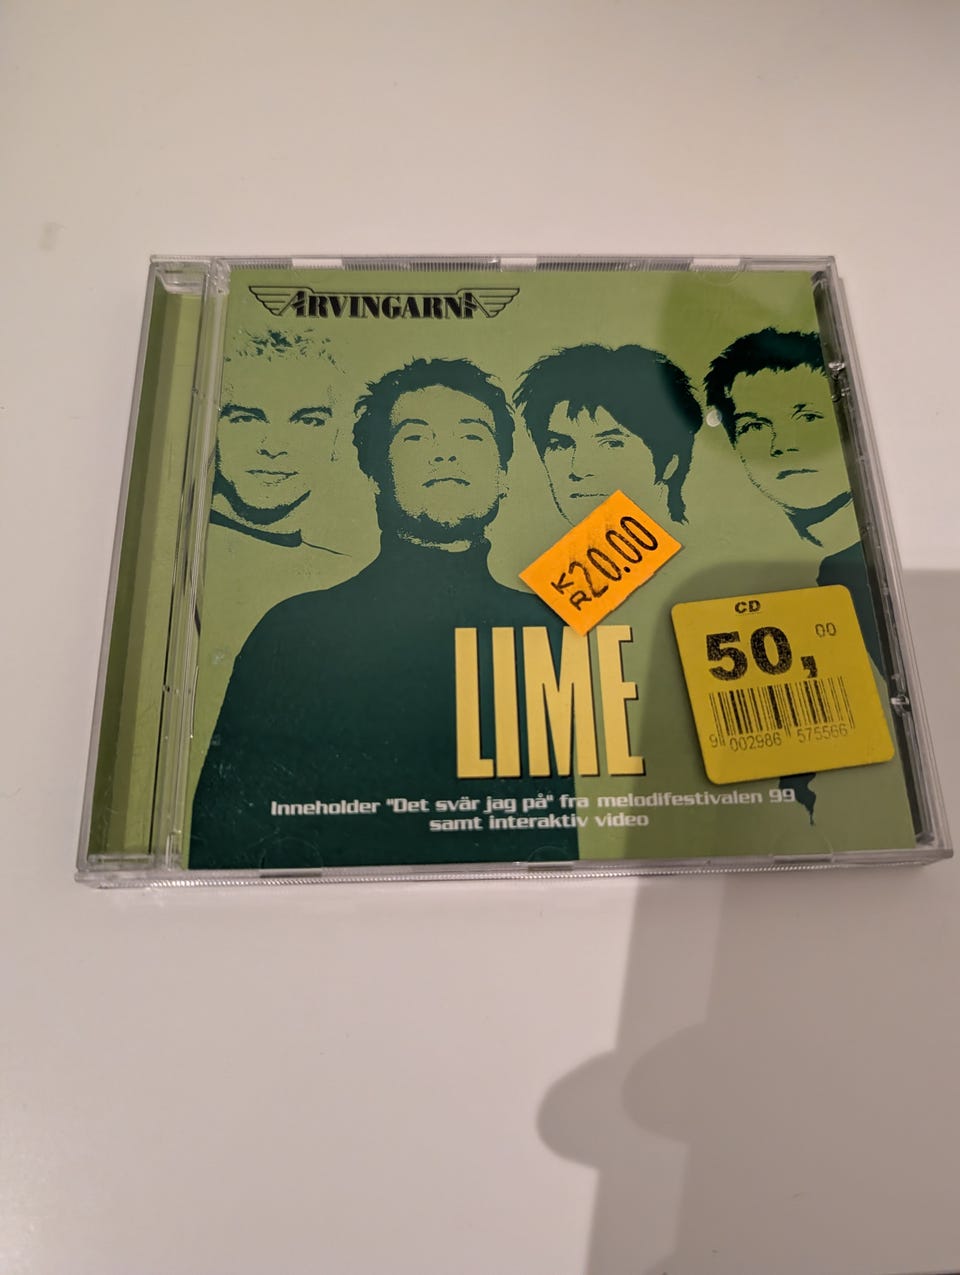 ARVINGARNA
KR 20.00
CD
50, 00
9 002986 575566
LIME
Inneholder "Det svär jag på" fra melodifestivalen 99
samt interaktiv video